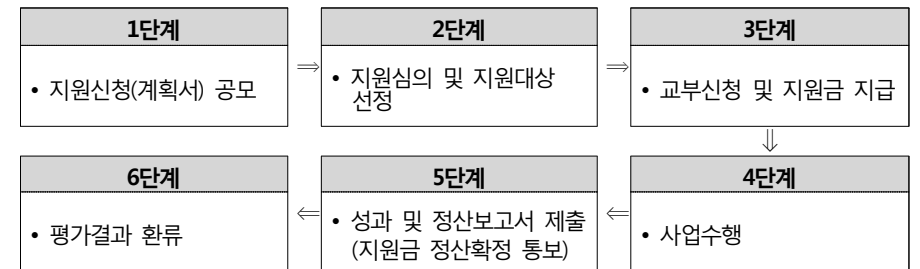 1단계
• 지원신청(계획서) 공모
⇒
2단계
• 지원심의 및 지원대상
선정
⇒
3단계
• 교부신청 및 지원금 지급
⇓
4단계
• 사업수행
⇐
5단계
• 성과 및 정산보고서 제출
(지원금 정산확정 통보)
⇐
6단계
• 평가결과 환류